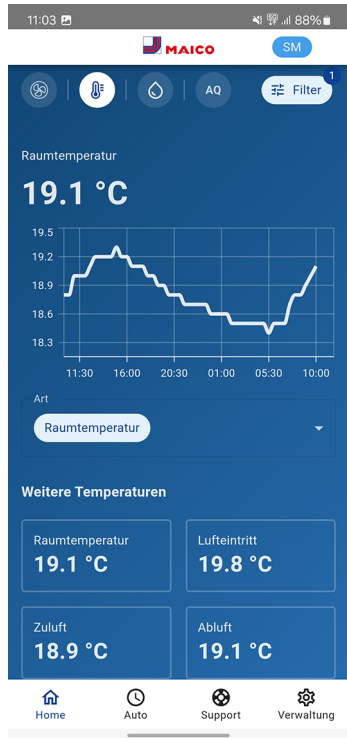 11:03 88%
MAICO SM
AQ Filter 1
Raumtemperatur
19.1 °C
19.5
19.2
18.9
18.6
18.3
11:30 16:00 20:30 01:00 05:30 10:00
Art
Raumtemperatur
Weitere Temperaturen
Raumtemperatur Lufteintritt
19.1 °C 19.8 °C
Zuluft Abluft
18.9 °C 19.1 °C
Home Auto Support Verwaltung